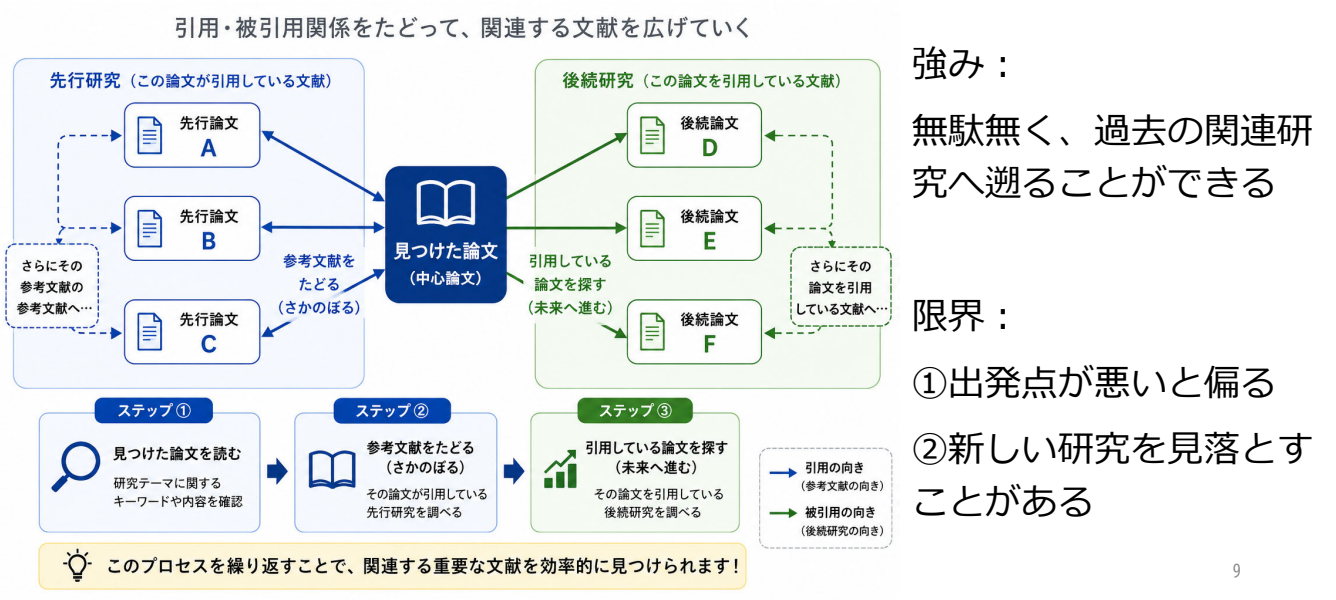 引用・被引用関係をたどって、関連する文献を広げていく
先行研究（この論文が引用している文献）
先行論文
A
先行論文
B
先行論文
C
さらにその
参考文献の
参考文献へ…
参考文献を
たどる
（さかのぼる）
見つけた論文
（中心論文）
後続研究（この論文を引用している文献）
後続論文
D
後続論文
E
後続論文
F
引用している
論文を探す
（未来へ進む）
さらにその
論文を引用
している文献へ…
ステップ①
見つけた論文を読む
研究テーマに関する
キーワードや内容を確認
ステップ②
参考文献をたどる
（さかのぼる）
その論文が引用している
先行研究を調べる
ステップ③
引用している論文を探す
（未来へ進む）
その論文を引用している
後続研究を調べる
引用の向き
（参考文献の向き）
被引用の向き
（後続研究の向き）
このプロセスを繰り返すことで、関連する重要な文献を効率的に見つけられます！
強み：
無駄無く、過去の関連研
究へ遡ることができる
限界：
①出発点が悪いと偏る
②新しい研究を見落とす
ことがある
9